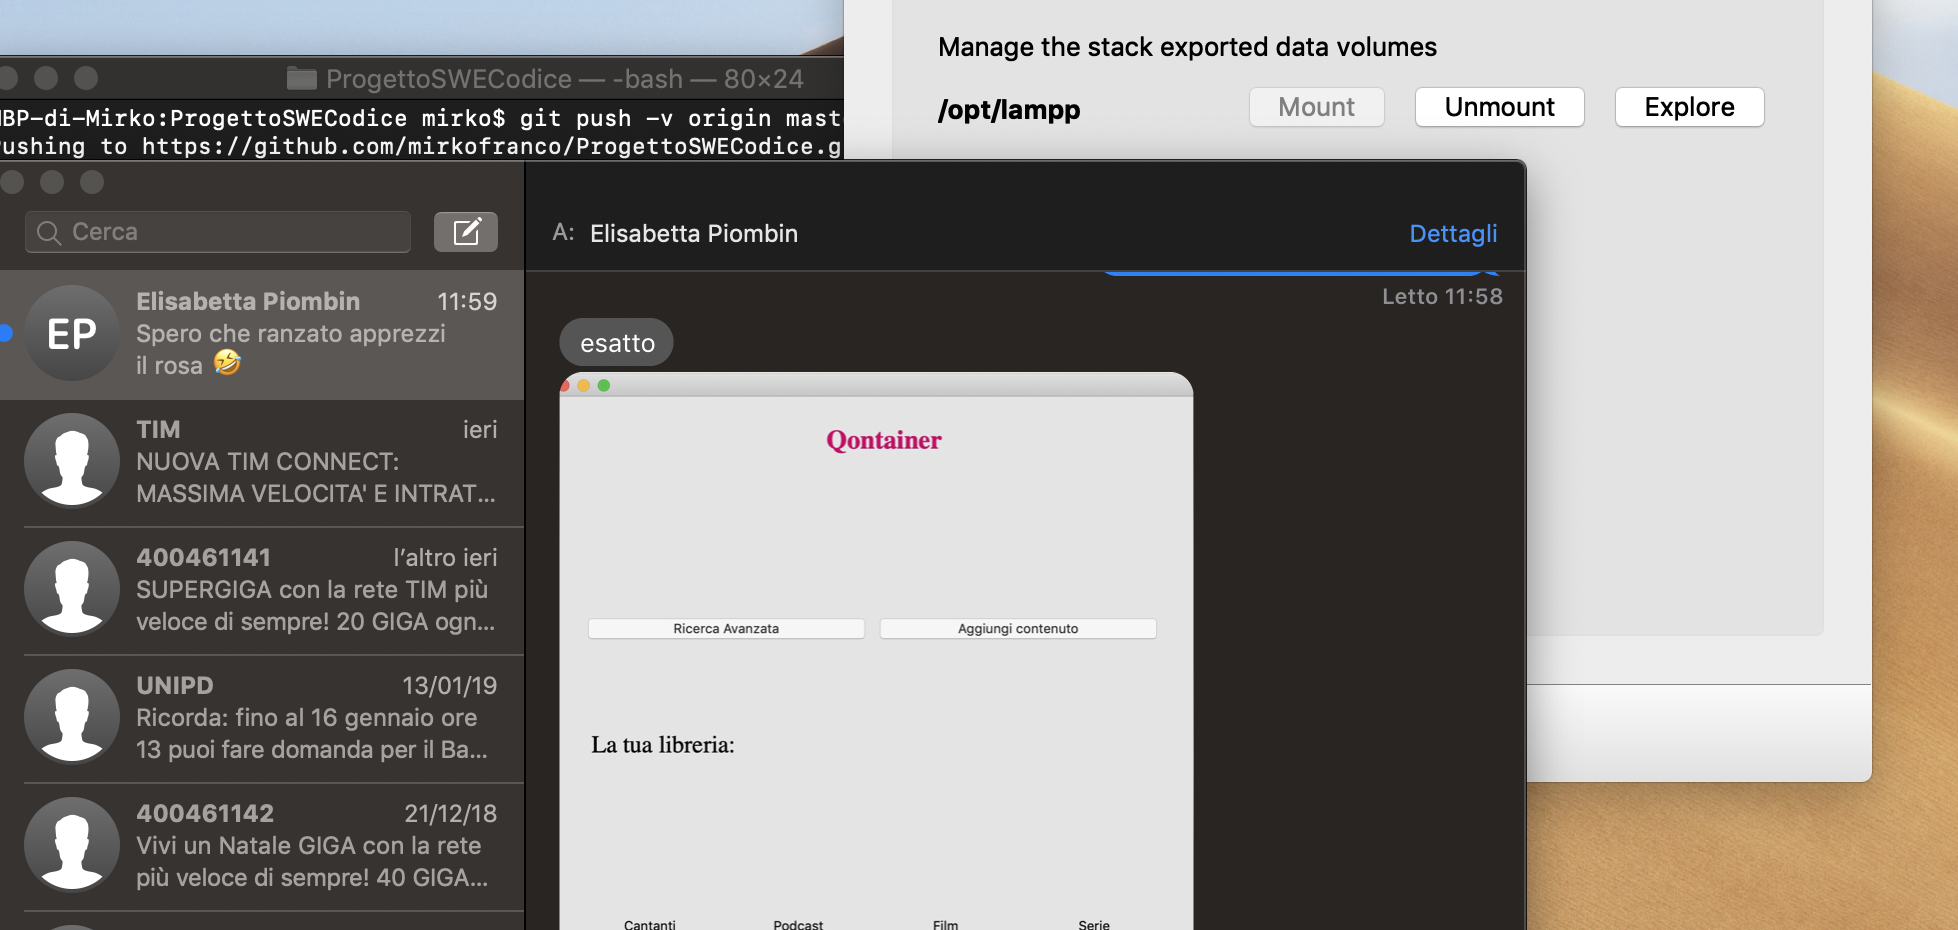 Manage the stack exported data volumes
/opt/lampp
Mount
Unmount
Explore
ProgettoSWECodice — -bash — 80×24
BP-di-Mirko:ProgettoSWECodice mirko$ git push -v origin mast
ushing to https://github.com/mirkofranco/ProgettoSWECodice.g
Cerca
A: Elisabetta Piombin
Dettagli
EP
Elisabetta Piombin 11:59
Spero che ranzato apprezzi
il rosa 🤣
TIM ieri
NUOVA TIM CONNECT:
MASSIMA VELOCITA' E INTRAT...
400461141 l'altro ieri
SUPERGIGA con la rete TIM più
veloce di sempre! 20 GIGA ogn...
UNIPD 13/01/19
Ricorda: fino al 16 gennaio ore
13 puoi fare domanda per il Ba...
400461142 21/12/18
Vivi un Natale GIGA con la rete
più veloce di sempre! 40 GIGA...
Letto 11:58
esatto
Qontainer
Ricerca Avanzata
Aggiungi contenuto
La tua libreria:
Cantanti
Podcast
Film
Serie